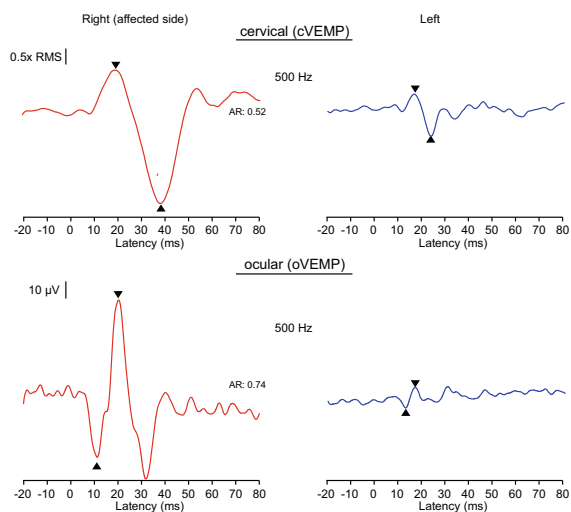 Right (affected side) Left
cervical (cVEMP)
0.5x RMS
500 Hz
AR: 0.52
-20 -10 0 10 20 30 40 50 60 70 80 -20 -10 0 10 20 30 40 50 60 70 80
Latency (ms) Latency (ms)
ocular (oVEMP)
10 µV
500 Hz
AR: 0.74
-20 -10 0 10 20 30 40 50 60 70 80 -20 -10 0 10 20 30 40 50 60 70 80
Latency (ms) Latency (ms)